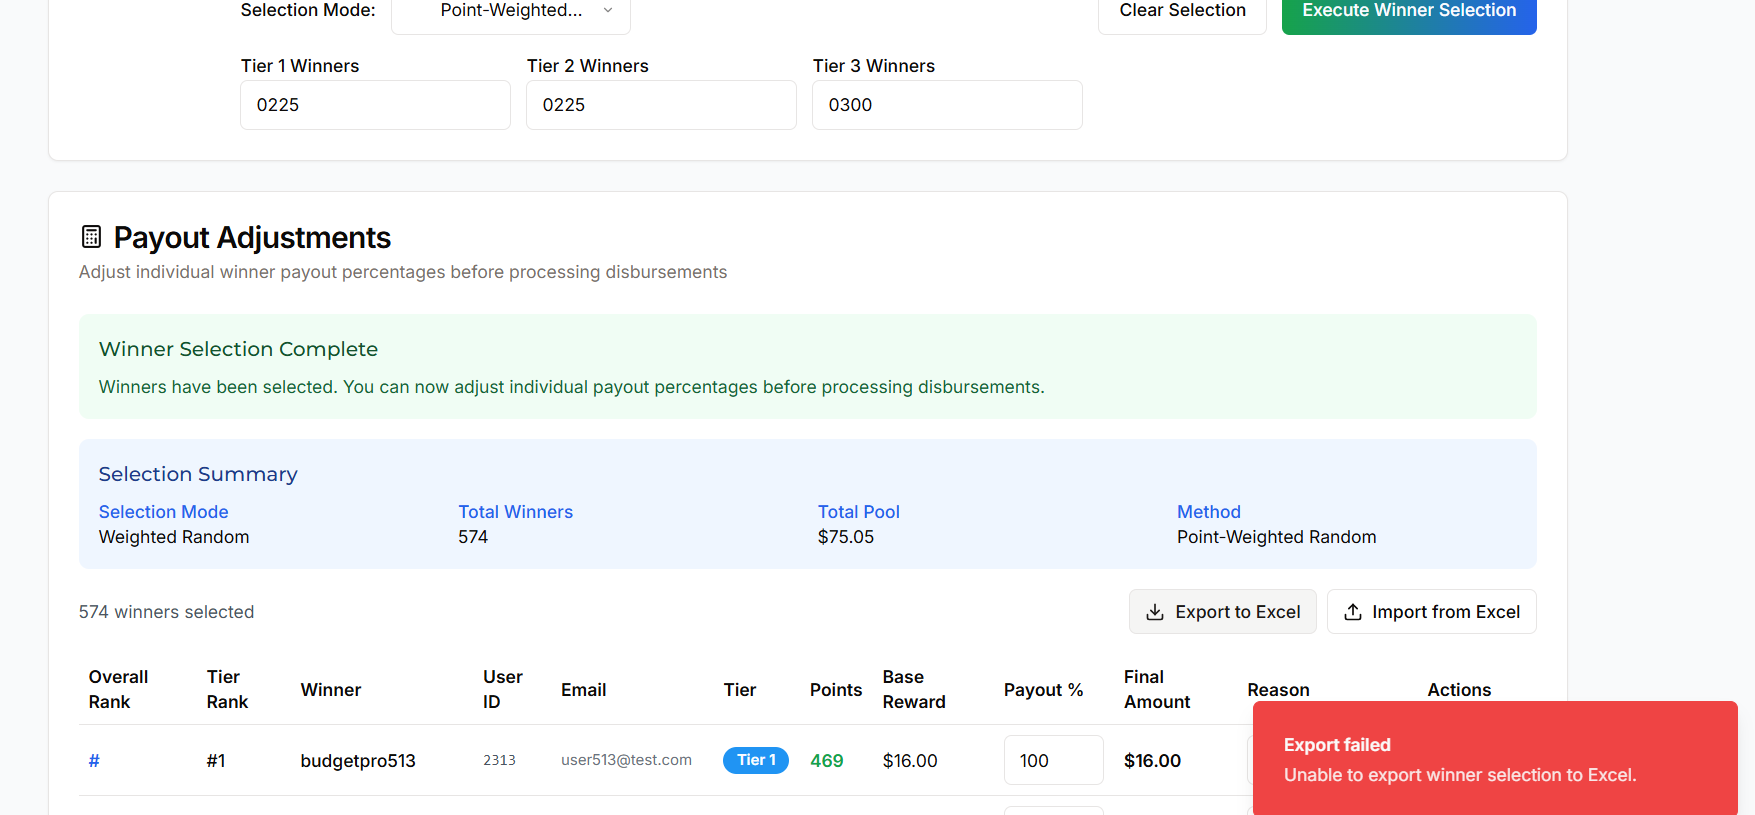 Selection Mode: Point-Weighted... Clear Selection Execute Winner Selection
Tier 1 Winners Tier 2 Winners Tier 3 Winners
0225 0225 0300
Payout Adjustments
Adjust individual winner payout percentages before processing disbursements
Winner Selection Complete
Winners have been selected. You can now adjust individual payout percentages before processing disbursements.
Selection Summary
Selection Mode Total Winners Total Pool Method
Weighted Random 574 $75.05 Point-Weighted Random
574 winners selected Export to Excel Import from Excel
Overall Rank Tier Rank Winner User ID Email Tier Points Base Reward Payout % Final Amount Reason Actions
# #1 budgetpro513 2313 user513@test.com Tier 1 469 $16.00 100 $16.00
Export failed
Unable to export winner selection to Excel.